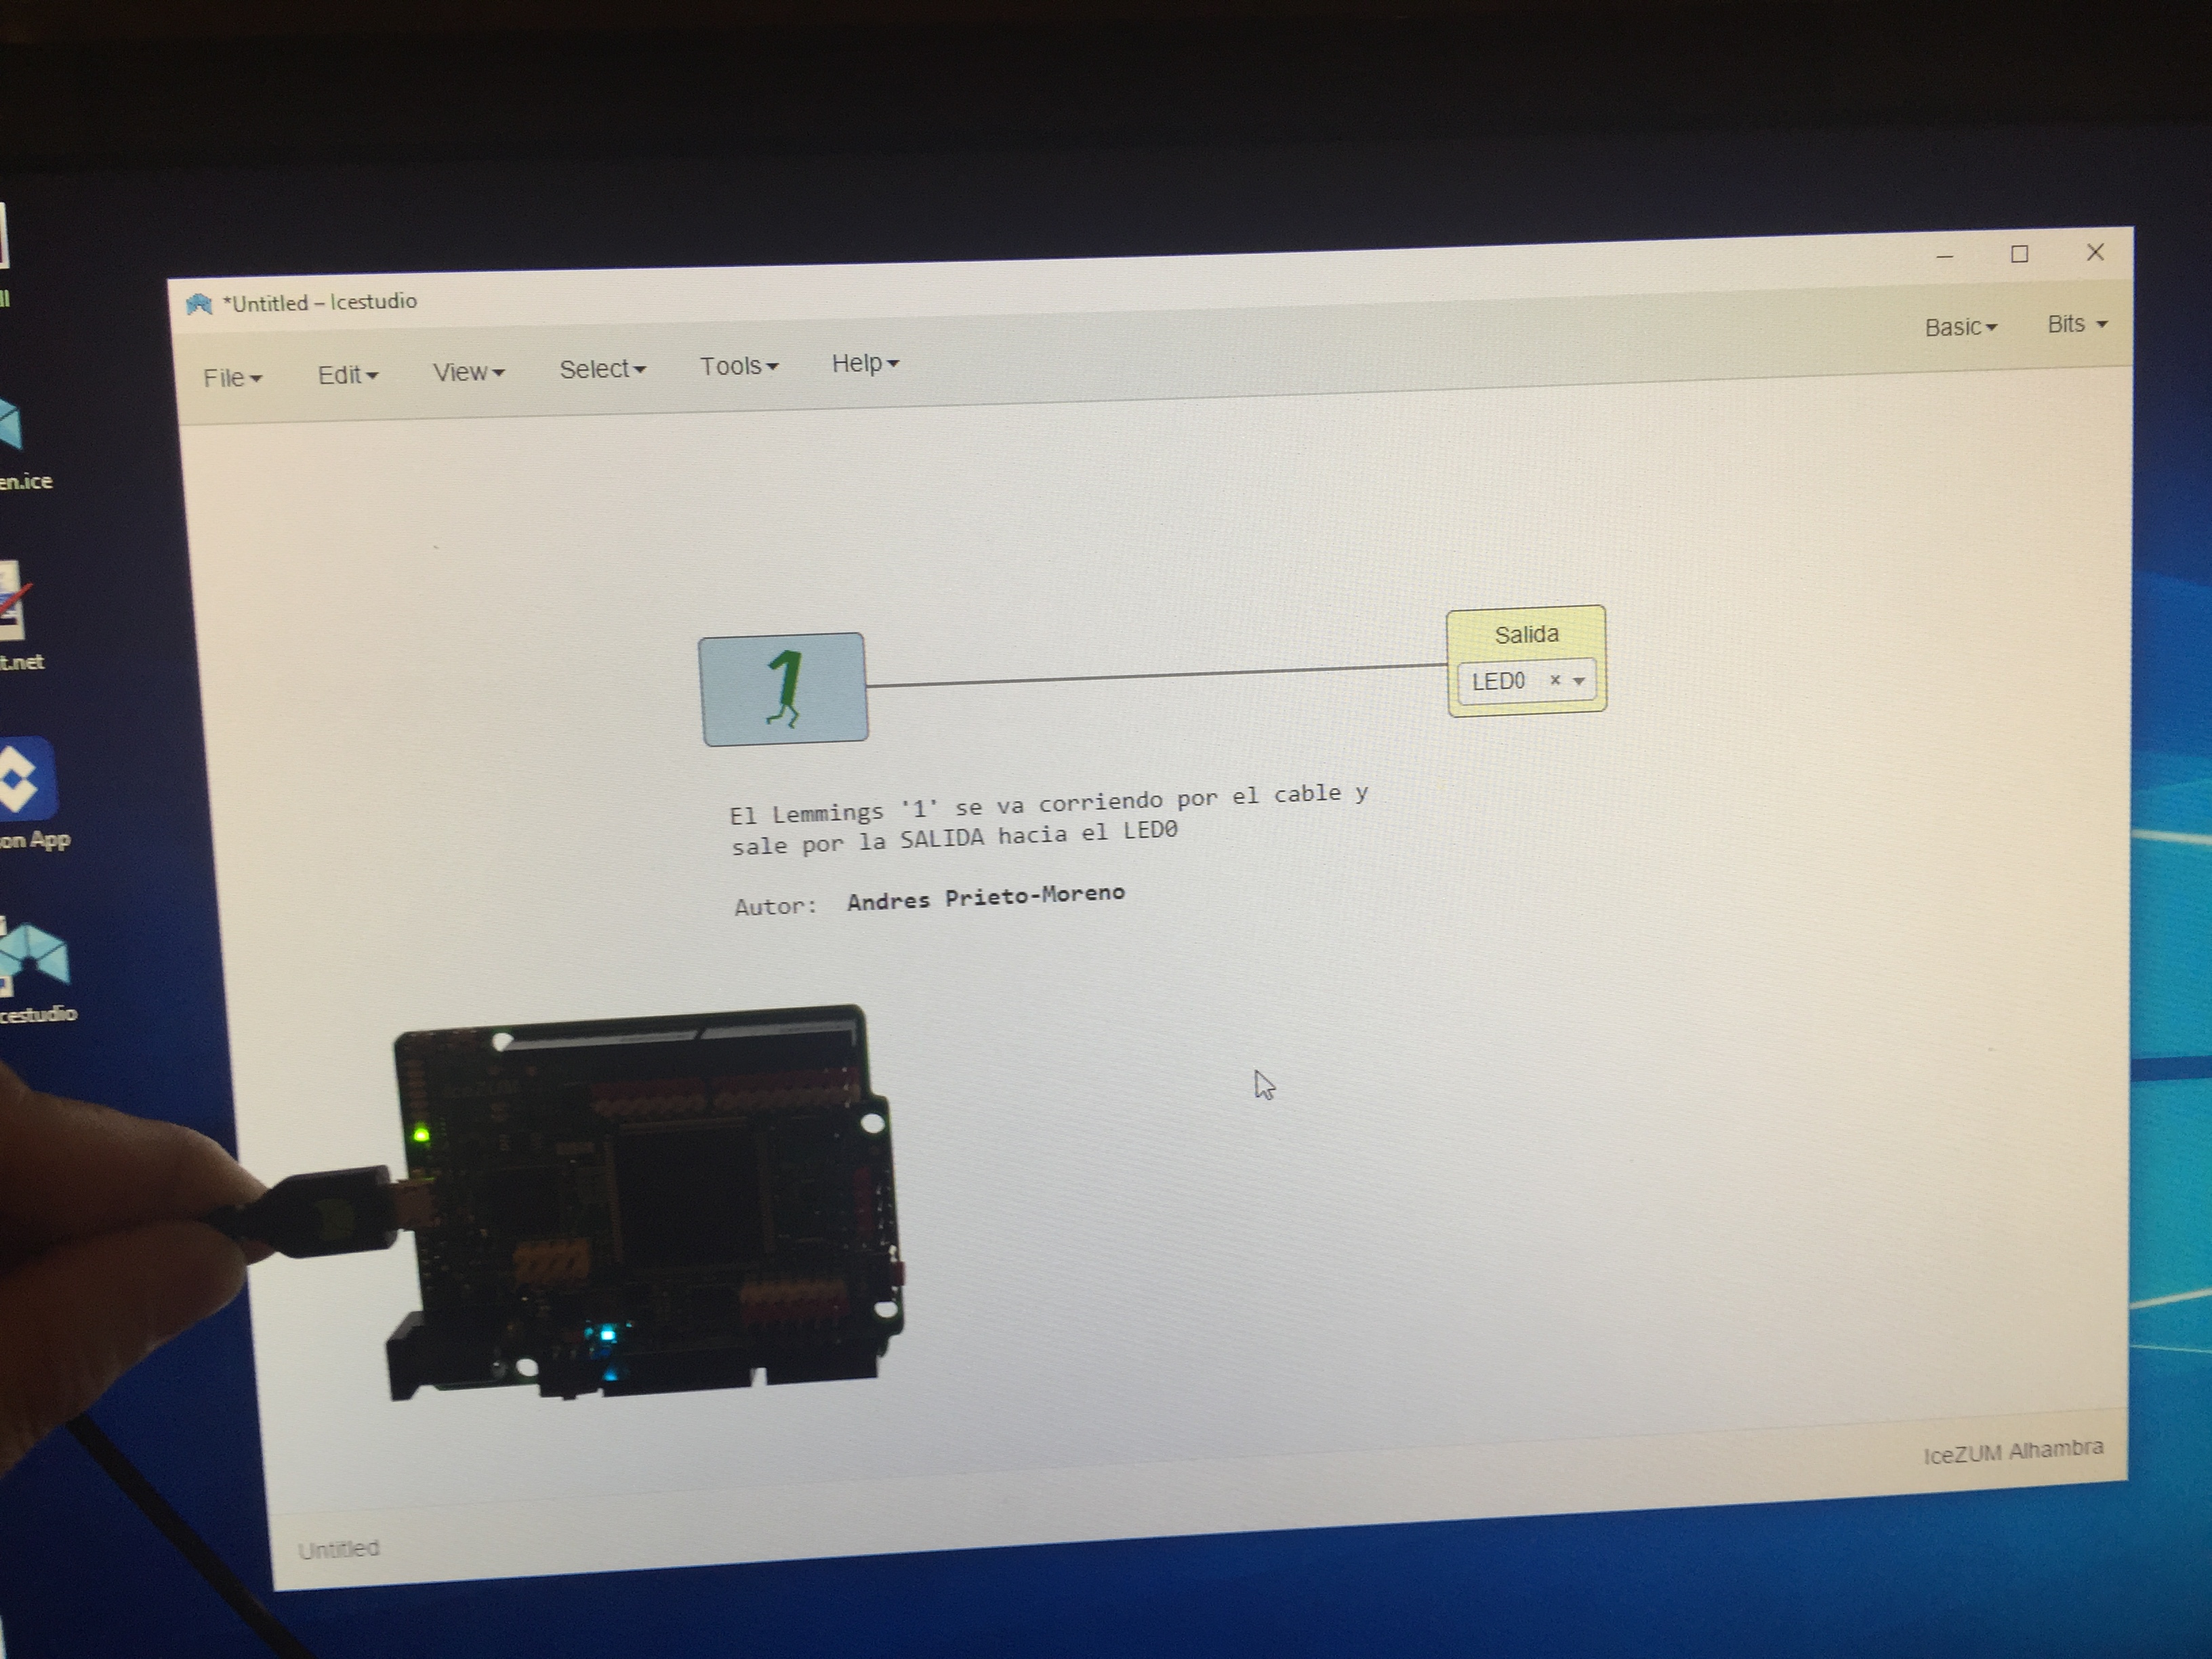 *Untitled – Icestudio
File
Edit
View
Select
Tools
Help
Basic
Bits
en.ice
t.net
on App
cestudio
1
Salida
LED0 ×
El Lemmings '1' se va corriendo por el cable y
sale por la SALIDA hacia el LED0
Autor: Andres Prieto-Moreno
IceZUM Alhambra
Untitled